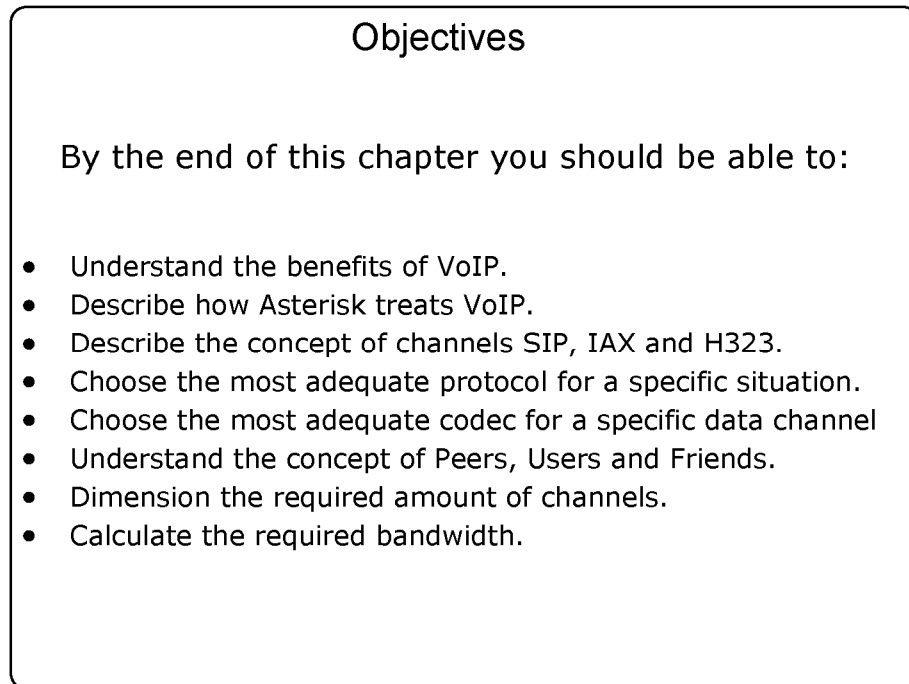 Objectives
By the end of this chapter you should be able to:
• Understand the benefits of VoIP.
• Describe how Asterisk treats VoIP.
• Describe the concept of channels SIP, IAX and H323.
• Choose the most adequate protocol for a specific situation.
• Choose the most adequate codec for a specific data channel
• Understand the concept of Peers, Users and Friends.
• Dimension the required amount of channels.
• Calculate the required bandwidth.